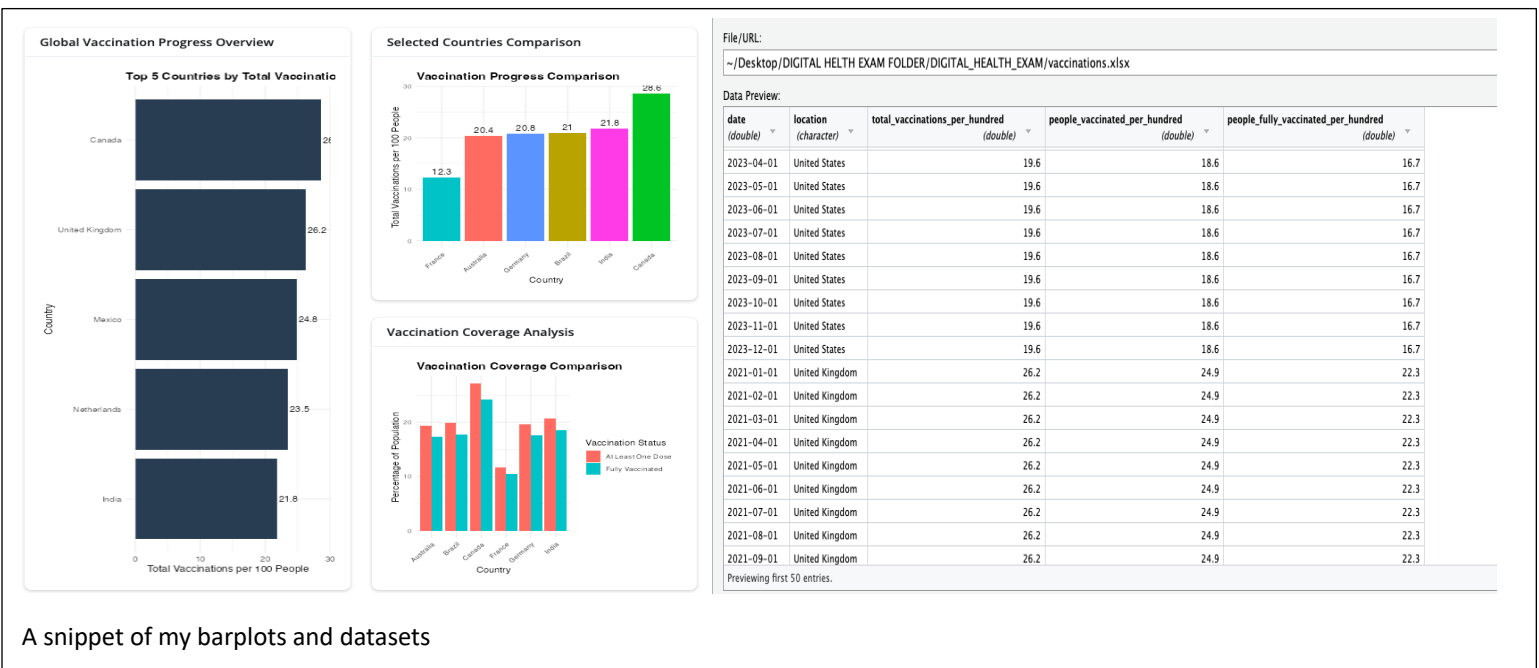 Global Vaccination Progress Overview
Top 5 Countries by Total Vaccinatio
Country
Canada
28
United Kingdom
26.2
Mexico
24.8
Netherlands
23.5
India
21.8
0 10 20 30
Total Vaccinations per 100 People
Selected Countries Comparison
Vaccination Progress Comparison
Total Vaccinations per 100 People
30
20
10
0
12.3 20.4 20.8 21 21.8 28.6
France Australia Germany Brazil India Canada
Country
Vaccination Coverage Analysis
Vaccination Coverage Comparison
Percentage of Population
20
10
0
Australia Brazil Canada France Germany India
Country
Vaccination Status
At Least One Dose
Fully Vaccinated
File/URL:
~/Desktop/DIGITAL HELTH EXAM FOLDER/DIGITAL_HEALTH_EXAM/vaccinations.xlsx
Data Preview:
date location total_vaccinations_per_hundred people_vaccinated_per_hundred people_fully_vaccinated_per_hundred
(double) (character) (double) (double) (double)
2023-04-01 United States 19.6 18.6 16.7
2023-05-01 United States 19.6 18.6 16.7
2023-06-01 United States 19.6 18.6 16.7
2023-07-01 United States 19.6 18.6 16.7
2023-08-01 United States 19.6 18.6 16.7
2023-09-01 United States 19.6 18.6 16.7
2023-10-01 United States 19.6 18.6 16.7
2023-11-01 United States 19.6 18.6 16.7
2023-12-01 United States 19.6 18.6 16.7
2021-01-01 United Kingdom 26.2 24.9 22.3
2021-02-01 United Kingdom 26.2 24.9 22.3
2021-03-01 United Kingdom 26.2 24.9 22.3
2021-04-01 United Kingdom 26.2 24.9 22.3
2021-05-01 United Kingdom 26.2 24.9 22.3
2021-06-01 United Kingdom 26.2 24.9 22.3
2021-07-01 United Kingdom 26.2 24.9 22.3
2021-08-01 United Kingdom 26.2 24.9 22.3
2021-09-01 United Kingdom 26.2 24.9 22.3
Previewing first 50 entries.
A snippet of my barplots and datasets